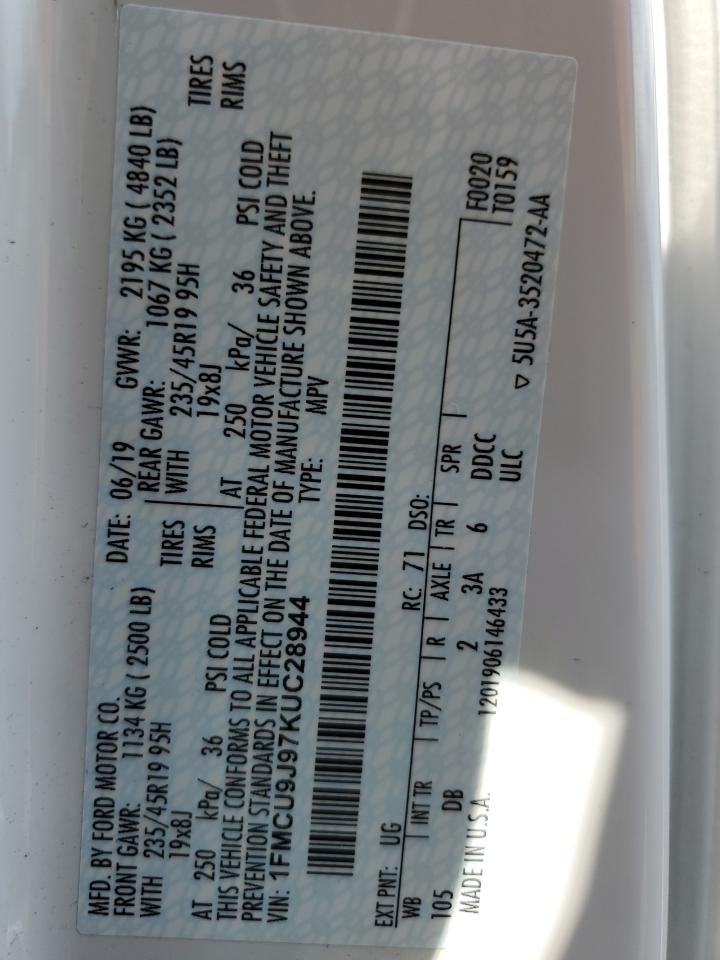 MFD. BY FORD MOTOR CO. DATE: 06/19 GVWR: 2195 KG ( 4840 LB)
FRONT GAWR: 1134 KG ( 2500 LB) REAR GAWR: 1067 KG ( 2352 LB)
WITH 235/45R19 95H TIRES WITH 235/45R19 95H TIRES
19x8J RIMS 19x8J RIMS
AT 250 kPa/ 36 PSI COLD AT 250 kPa/ 36 PSI COLD
THIS VEHICLE CONFORMS TO ALL APPLICABLE FEDERAL MOTOR VEHICLE SAFETY AND THEFT
PREVENTION STANDARDS IN EFFECT ON THE DATE OF MANUFACTURE SHOWN ABOVE.
VIN: 1FMCU9J97KUC28944 TYPE: MPV
EXT PNT: UG RC: 71 DSO: F0020
WB INT TR TP/PS R AXLE TR SPR T0159
105 DB 2 3A 6 DDCC
ULC
MADE IN U.S.A. 1201906146433 ▽ 5U5A-3520472-AA